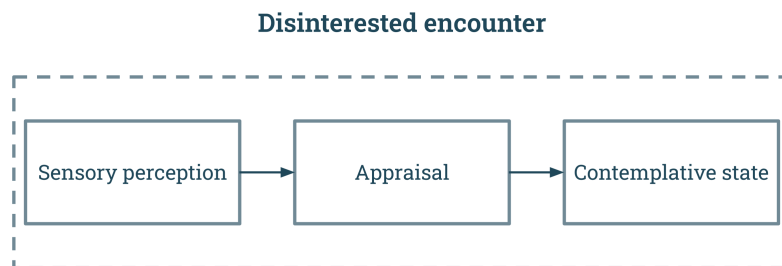 Disinterested encounter
Sensory perception
Appraisal
Contemplative state